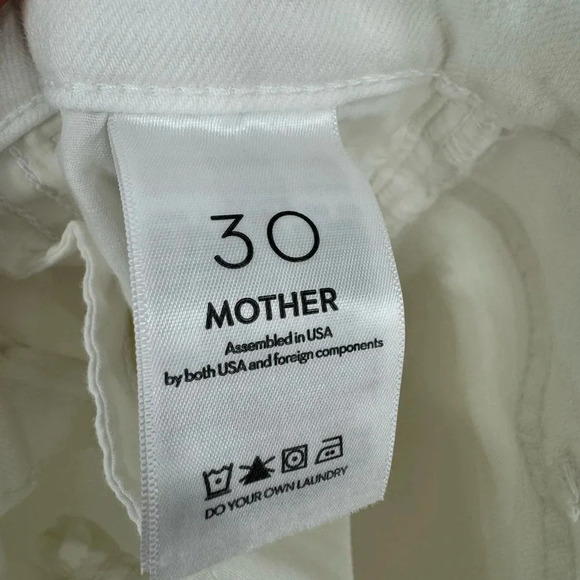 30
MOTHER
Assembled in USA
by both USA and foreign components
DO YOUR OWN LAUNDRY